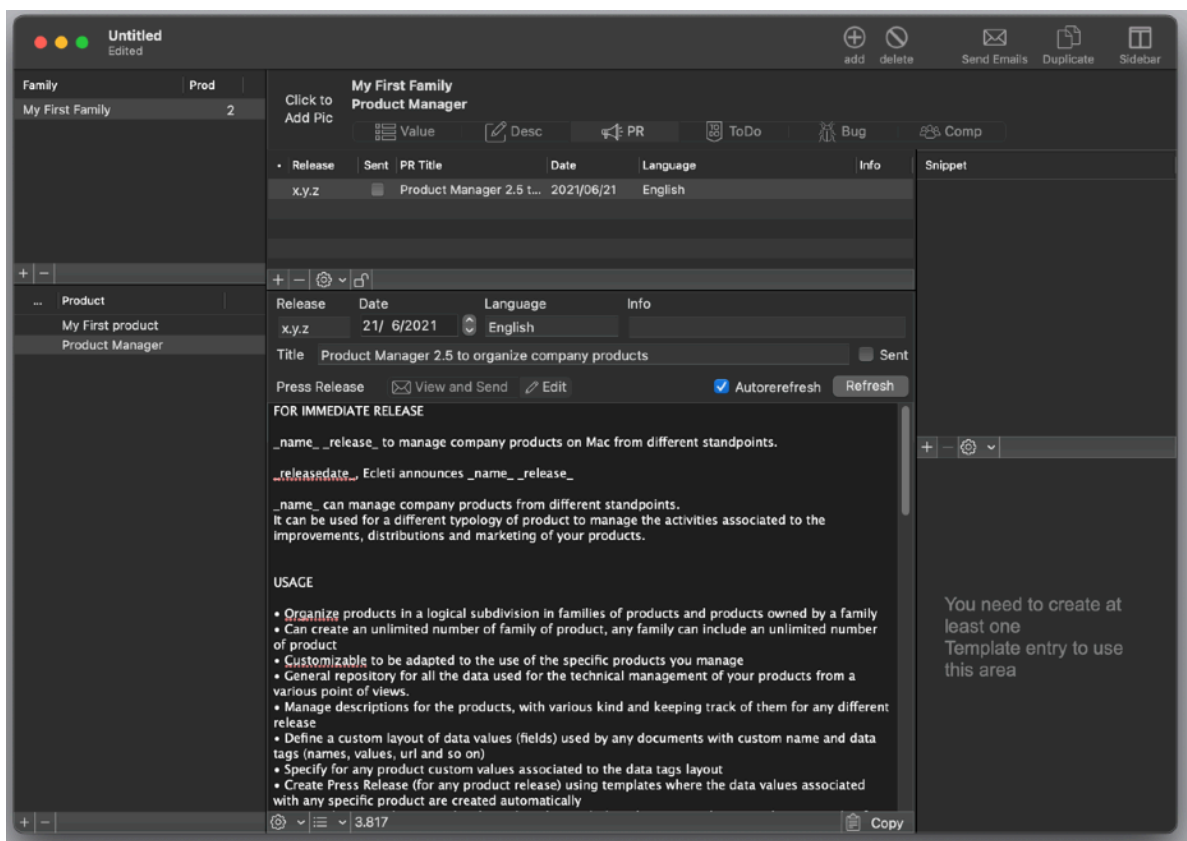 Untitled
Edited
add
delete
Send Emails
Duplicate
Sidebar
Family Prod
My First Family 2
Click to
Add Pic
My First Family
Product Manager
Value
Desc
PR
ToDo
Bug
Comp
• Release Sent PR Title Date Language Info
x.y.z Product Manager 2.5 t... 2021/06/21 English
Snippet
... Product
My First product
Product Manager
Release Date Language Info
x.y.z 21/ 6/2021 English
Title Product Manager 2.5 to organize company products Sent
Press Release View and Send Edit Autorerefresh Refresh
FOR IMMEDIATE RELEASE
_name_ _release_ to manage company products on Mac from different standpoints.
_releasedate_, Ecleti announces _name_ _release_
_name_ can manage company products from different standpoints.
It can be used for a different typology of product to manage the activities associated to the
improvements, distributions and marketing of your products.
USAGE
• Organize products in a logical subdivision in families of products and products owned by a family
• Can create an unlimited number of family of product, any family can include an unlimited number
of product
• Customizable to be adapted to the use of the specific products you manage
• General repository for all the data used for the technical management of your products from a
various point of views.
• Manage descriptions for the products, with various kind and keeping track of them for any different
release
• Define a custom layout of data values (fields) used by any documents with custom name and data
tags (names, values, url and so on)
• Specify for any product custom values associated to the data tags layout
• Create Press Release (for any product release) using templates where the data values associated
with any specific product are created automatically
3.817
Copy
You need to create at
least one
Template entry to use
this area